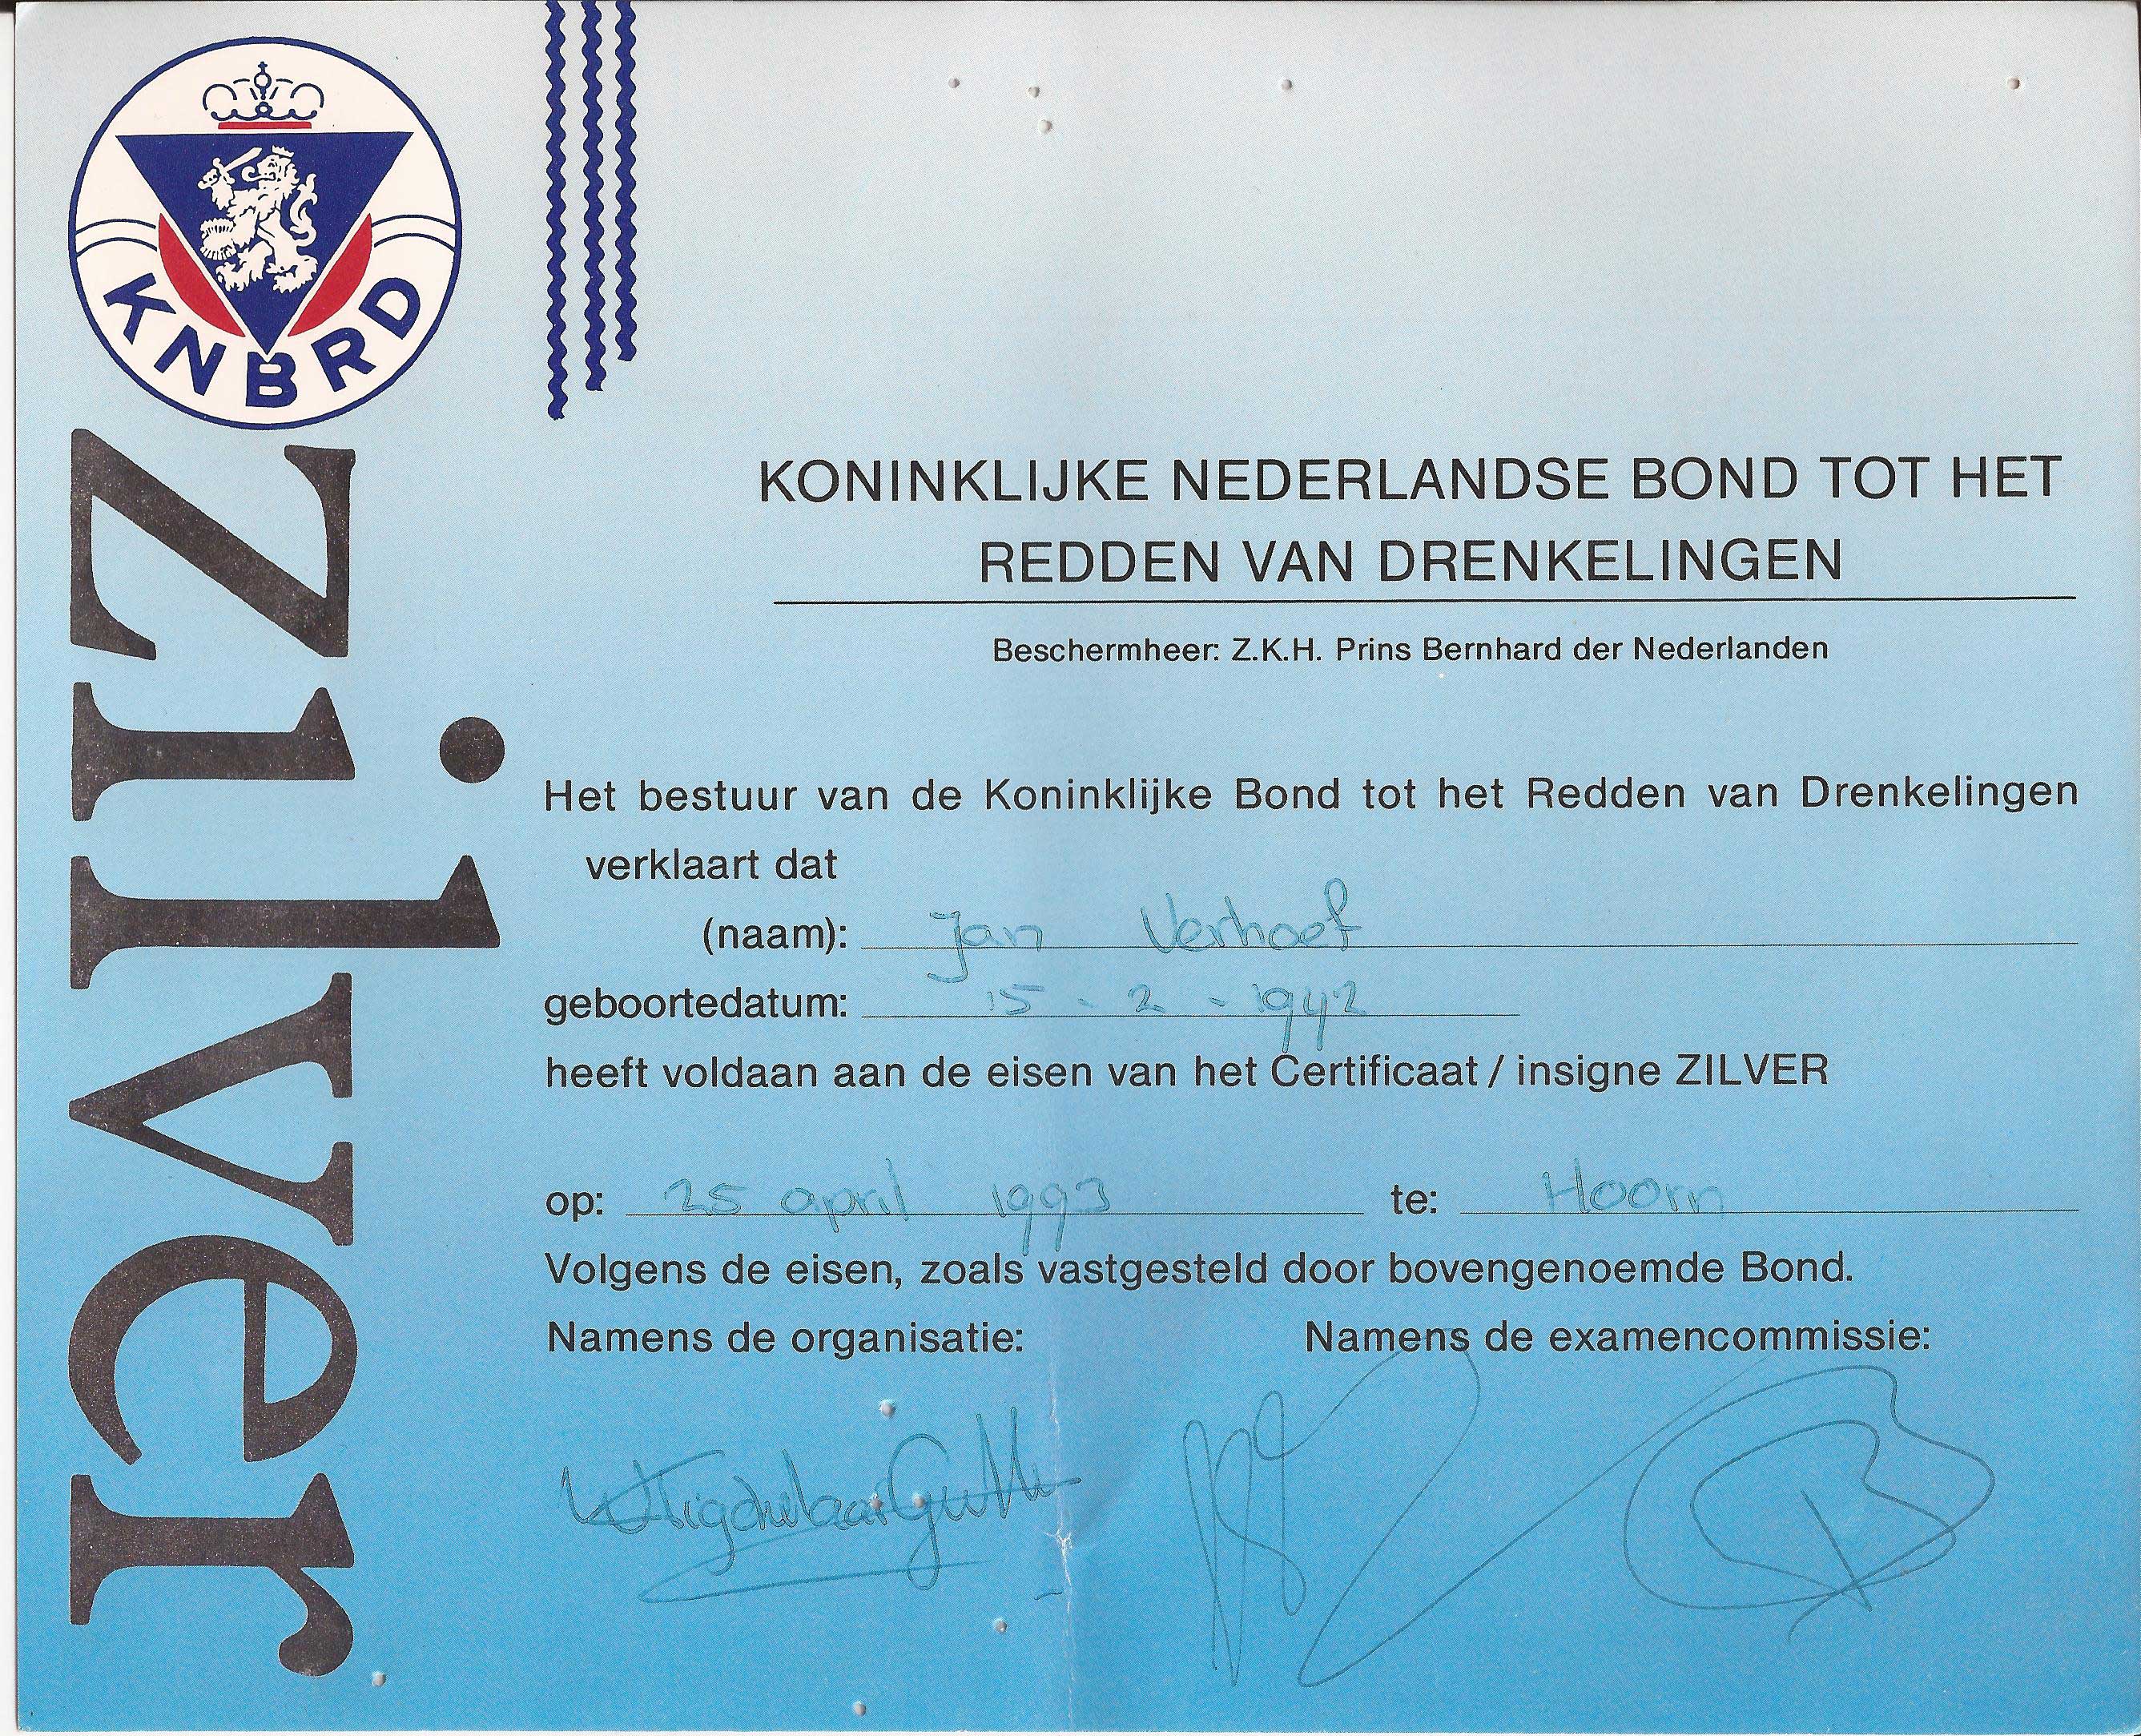 KNBRD
zilver
KONINKLIJKE NEDERLANDSE BOND TOT HET
REDDEN VAN DRENKELINGEN
Beschermheer: Z.K.H. Prins Bernhard der Nederlanden
Het bestuur van de Koninklijke Bond tot het Redden van Drenkelingen
verklaart dat
(naam): Jan Verhoef
geboortedatum: 15 - 2 - 1942
heeft voldaan aan de eisen van het Certificaat / insigne ZILVER
op: 25 april 1993 te: Hoorn
Volgens de eisen, zoals vastgesteld door bovengenoemde Bond.
Namens de organisatie: Namens de examencommissie: